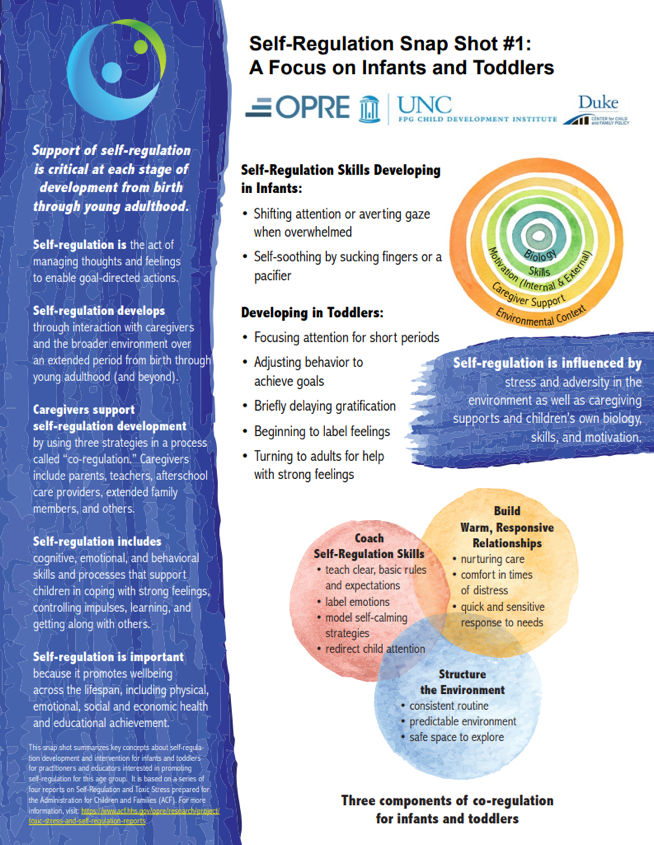 Self-Regulation Snap Shot #1:
A Focus on Infants and Toddlers
OPRE
UNC
FPG CHILD DEVELOPMENT INSTITUTE
Duke
CENTER for CHILD
and FAMILY POLICY
Support of self-regulation
is critical at each stage of
development from birth
through young adulthood.
Self-regulation is the act of
managing thoughts and feelings
to enable goal-directed actions.
Self-regulation develops
through interaction with caregivers
and the broader environment over
an extended period from birth through
young adulthood (and beyond).
Caregivers support
self-regulation development
by using three strategies in a process
called “co-regulation.” Caregivers
include parents, teachers, afterschool
care providers, extended family
members, and others.
Self-regulation includes
cognitive, emotional, and behavioral
skills and processes that support
children in coping with strong feelings,
controlling impulses, learning, and
getting along with others.
Self-regulation is important
because it promotes wellbeing
across the lifespan, including physical,
emotional, social and economic health
and educational achievement.
This snap shot summarizes key concepts about self-regula-
tion development and intervention for infants and toddlers
for practitioners and educators interested in promoting
self-regulation for this age group. It is based on a series of
four reports on Self-Regulation and Toxic Stress prepared for
the Administration for Children and Families (ACF). For more
information, visit: https://www.acf.hhs.gov/opre/research/project/
toxic-stress-and-self-regulation-reports.
Self-Regulation Skills Developing
in Infants:
• Shifting attention or averting gaze
when overwhelmed
• Self-soothing by sucking fingers or a
pacifier
Developing in Toddlers:
• Focusing attention for short periods
• Adjusting behavior to
achieve goals
• Briefly delaying gratification
• Beginning to label feelings
• Turning to adults for help
with strong feelings
Biology
Skills
Motivation (Internal & External)
Caregiver Support
Environmental Context
Self-regulation is influenced by
stress and adversity in the
environment as well as caregiving
supports and children’s own biology,
skills, and motivation.
Coach
Self-Regulation Skills
• teach clear, basic rules
and expectations
• label emotions
• model self-calming
strategies
• redirect child attention
Build
Warm, Responsive
Relationships
• nurturing care
• comfort in times
of distress
• quick and sensitive
response to needs
Structure
the Environment
• consistent routine
• predictable environment
• safe space to explore
Three components of co-regulation
for infants and toddlers